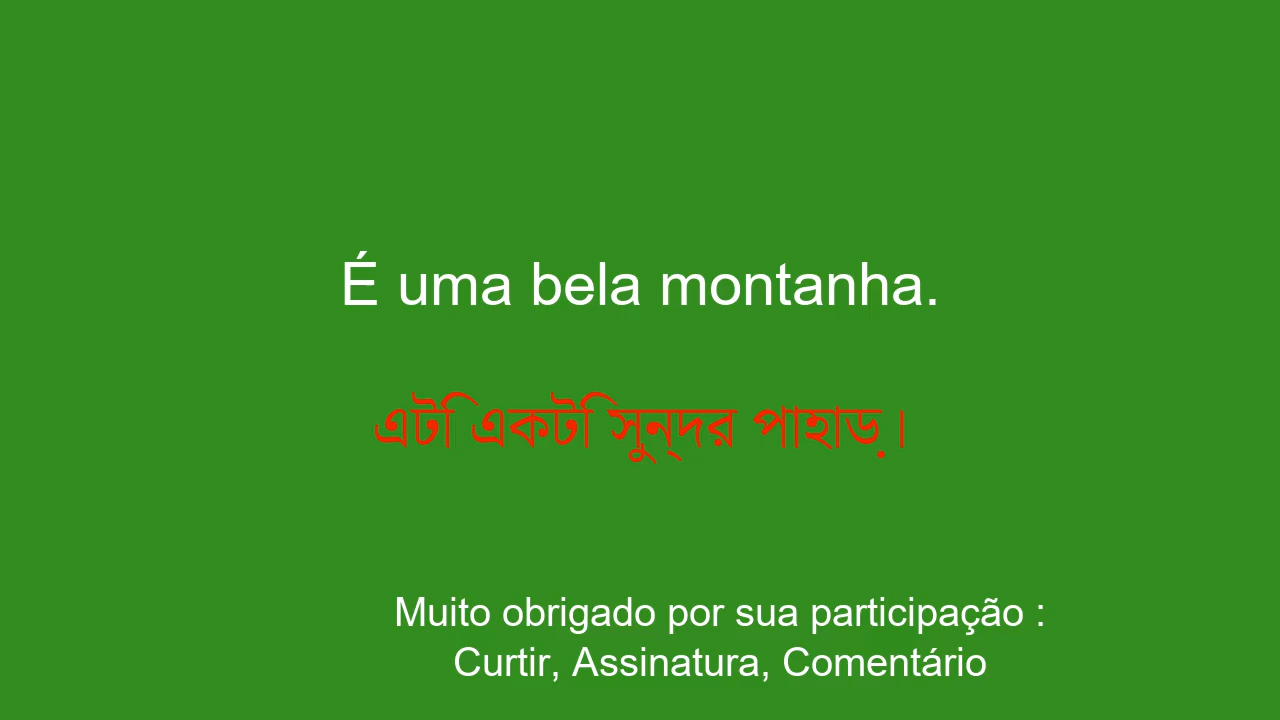 É uma bela montanha.
এটি একটি সুন্দর পাহাড়।
Muito obrigado por sua participação :
Curtir, Assinatura, Comentário